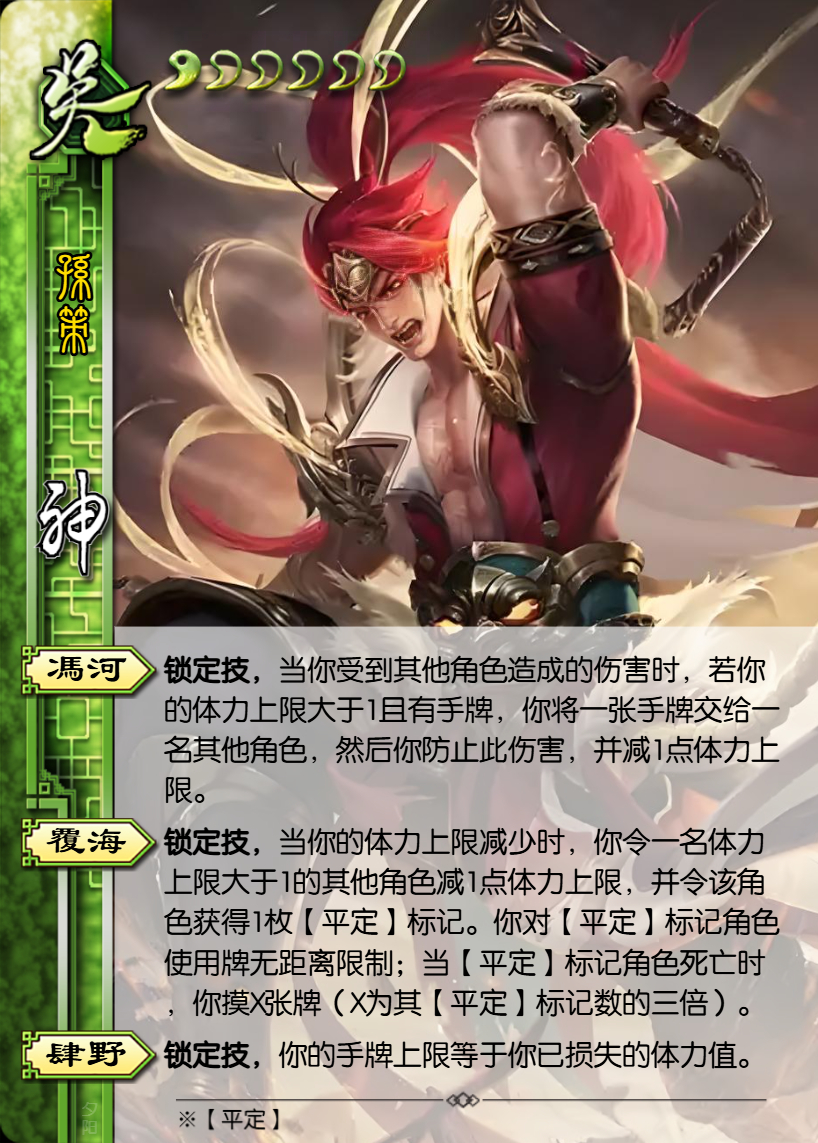 吴
孫策
神
馮河
锁定技，当你受到其他角色造成的伤害时，若你
的体力上限大于1且有手牌，你将一张手牌交给一
名其他角色，然后你防止此伤害，并减1点体力上
限。
覆海
锁定技，当你的体力上限减少时，你令一名体力
上限大于1的其他角色减1点体力上限，并令该角
色获得1枚【平定】标记。你对【平定】标记角色
使用牌无距离限制；当【平定】标记角色死亡时
，你摸X张牌（X为其【平定】标记数的三倍）。
肆野
锁定技，你的手牌上限等于你已损失的体力值。
※【平定】
夕阳